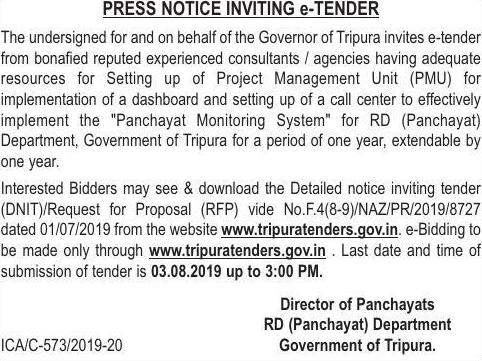 PRESS NOTICE INVITING e-TENDER
The undersigned for and on behalf of the Governor of Tripura invites e-tender
from bonafied reputed experienced consultants / agencies having adequate
resources for Setting up of Project Management Unit (PMU) for
implementation of a dashboard and setting up of a call center to effectively
implement the "Panchayat Monitoring System" for RD (Panchayat)
Department, Government of Tripura for a period of one year, extendable by
one year.
Interested Bidders may see & download the Detailed notice inviting tender
(DNIT)/Request for Proposal (RFP) vide No.F.4(8-9)/NAZ/PR/2019/8727
dated 01/07/2019 from the website www.tripuratenders.gov.in. e-Bidding to
be made only through www.tripuratenders.gov.in . Last date and time of
submission of tender is 03.08.2019 up to 3:00 PM.
Director of Panchayats
RD (Panchayat) Department
ICA/C-573/2019-20 Government of Tripura.